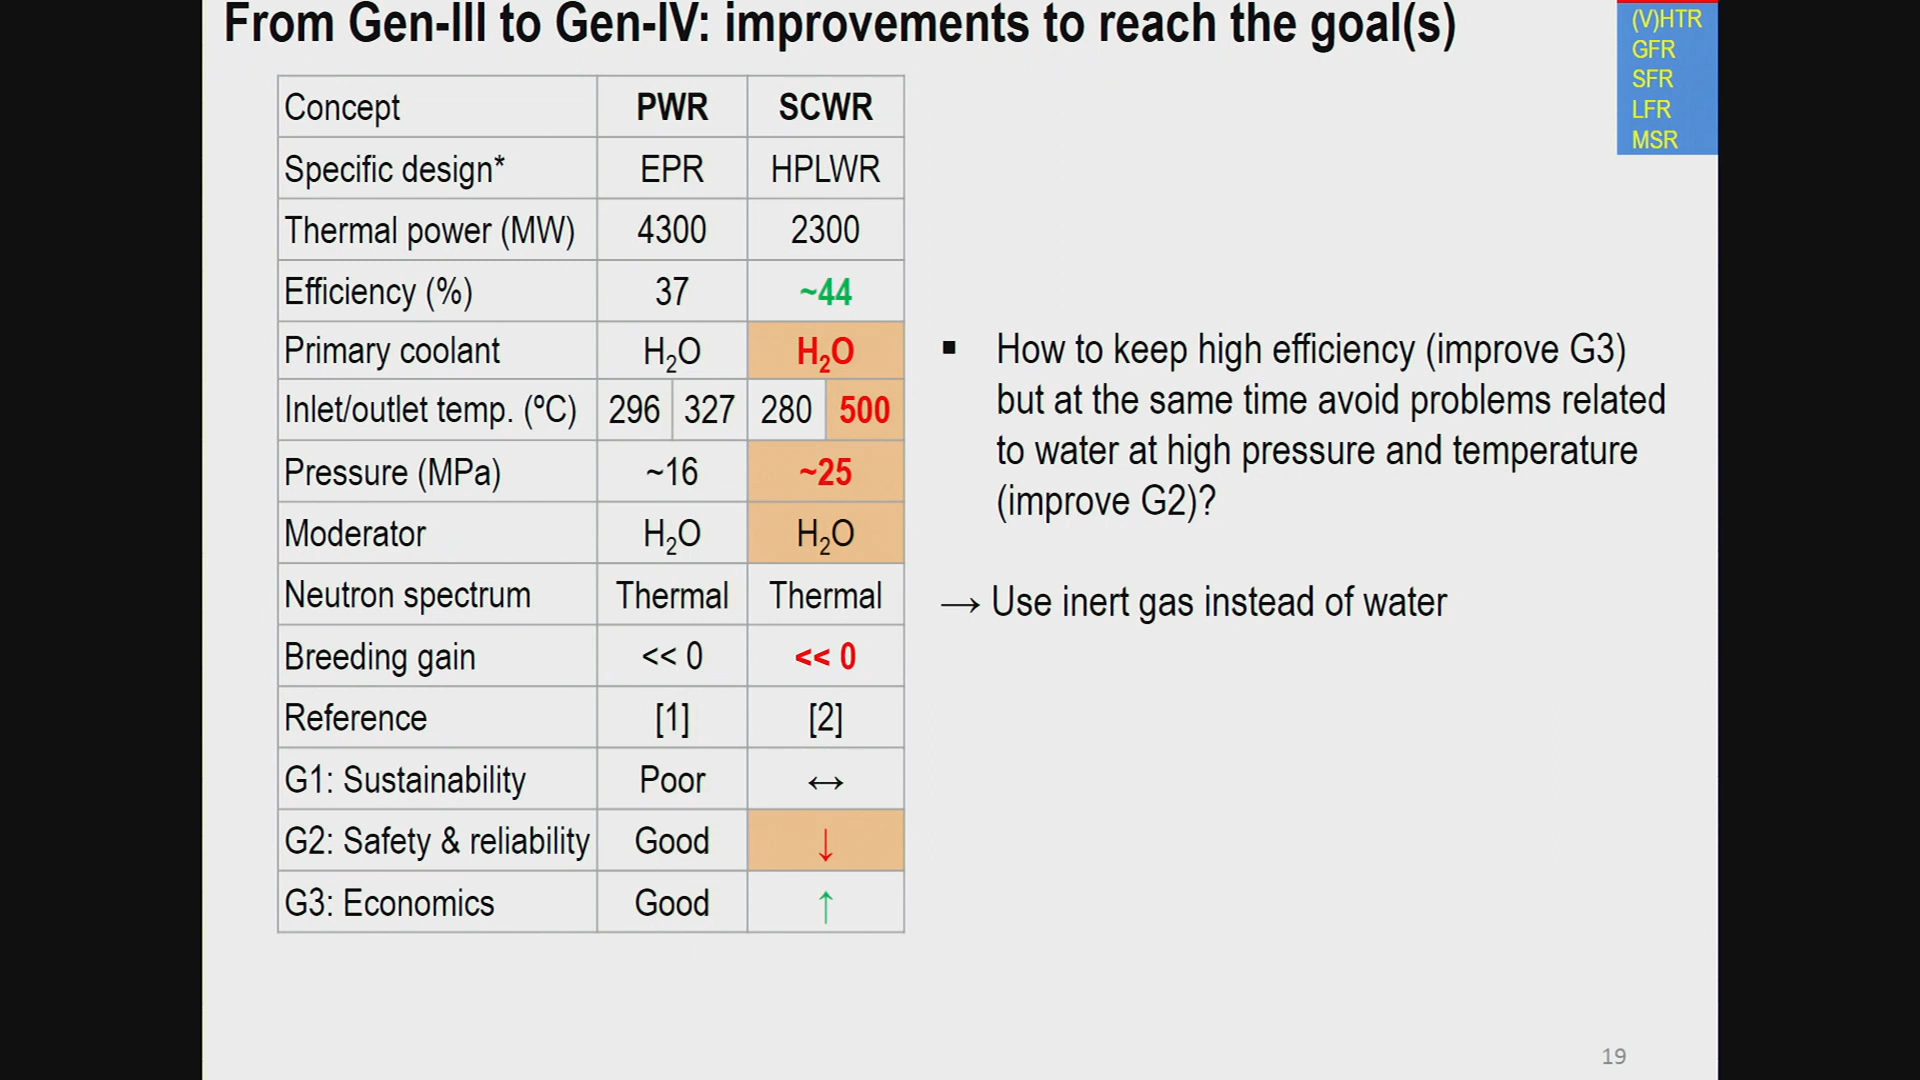 From Gen-III to Gen-IV: improvements to reach the goal(s)
(V)HTR
GFR
SFR
LFR
MSR
Concept PWR SCWR
Specific design* EPR HPLWR
Thermal power (MW) 4300 2300
Efficiency (%) 37 ~44
Primary coolant H₂O H₂O
Inlet/outlet temp. (ºC) 296 327 280 500
Pressure (MPa) ~16 ~25
Moderator H₂O H₂O
Neutron spectrum Thermal Thermal
Breeding gain << 0 << 0
Reference [1] [2]
G1: Sustainability Poor ↔
G2: Safety & reliability Good ↓
G3: Economics Good ↑
▪ How to keep high efficiency (improve G3)
but at the same time avoid problems related
to water at high pressure and temperature
(improve G2)?
→ Use inert gas instead of water
19